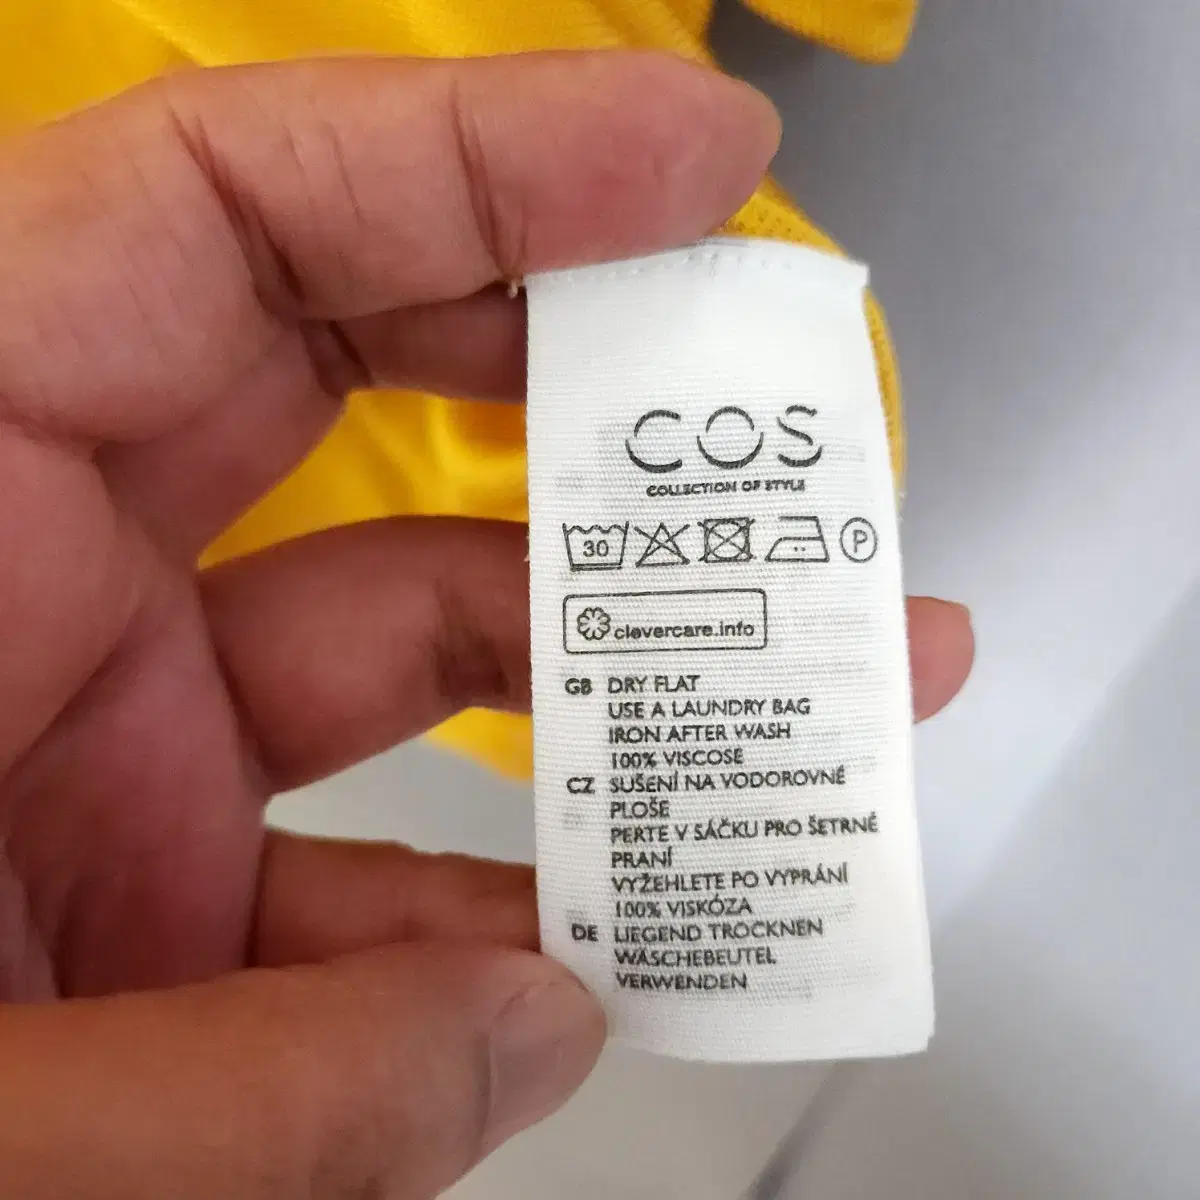 COS
COLLECTION OF STYLE
30 P
clevercare.info
GB DRY FLAT
USE A LAUNDRY BAG
IRON AFTER WASH
100% VISCOSE
CZ SUŠENÍ NA VODOROVNÉ
PLOŠE
PERTE V SÁČKU PRO ŠETRNÉ
PRANÍ
VYŽEHLETE PO VYPRÁNÍ
100% VISKÓZA
DE LIEGEND TROCKNEN
WÄSCHEBEUTEL
VERWENDEN